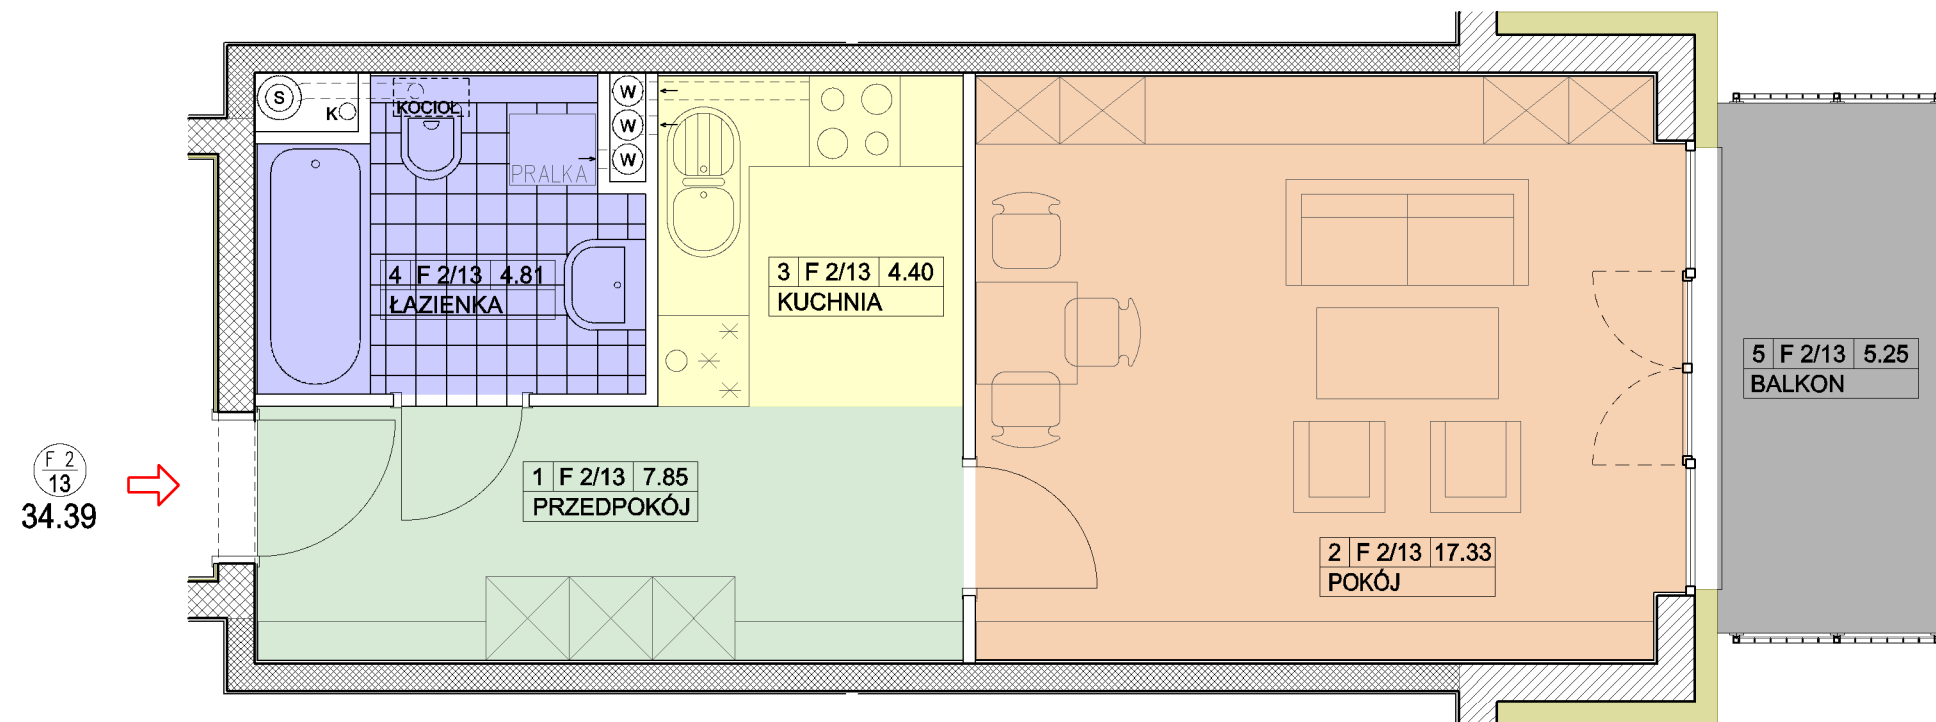 S
K
KOCIOŁ
W
W
W
PRALKA
4 F 2/13 4.81
ŁAZIENKA
3 F 2/13 4.40
KUCHNIA
5 F 2/13 5.25
BALKON
F 2
13
34.39
1 F 2/13 7.85
PRZEDPOKÓJ
2 F 2/13 17.33
POKÓJ